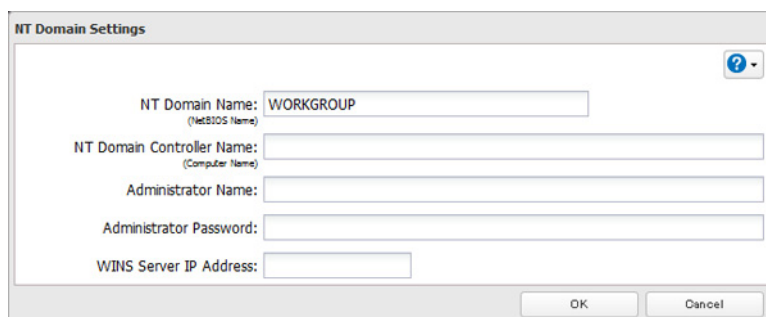 NT Domain Settings
?
NT Domain Name: WORKGROUP
(NetBIOS Name)
NT Domain Controller Name:
(Computer Name)
Administrator Name:
Administrator Password:
WINS Server IP Address:
OK Cancel